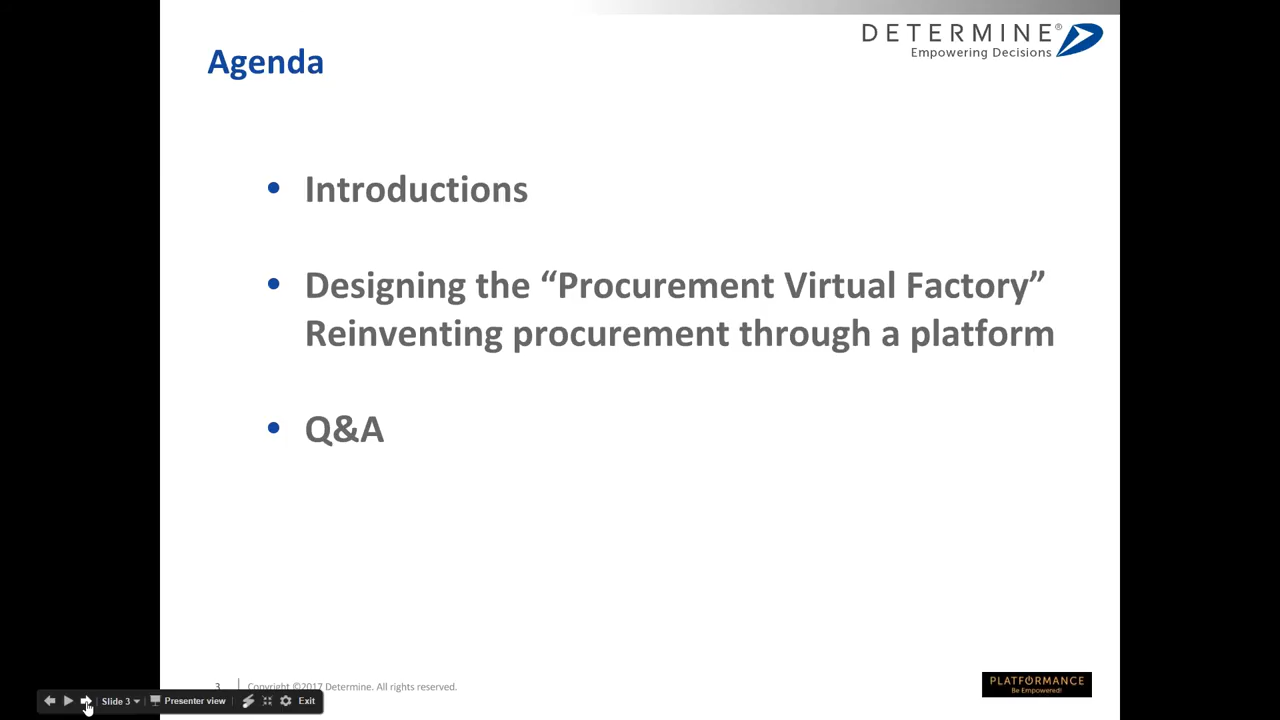 DETERMINE®
Empowering Decisions
Agenda
• Introductions
• Designing the “Procurement Virtual Factory”
Reinventing procurement through a platform
• Q&A
3
Copyright ©2017 Determine. All rights reserved.
PLATFORMANCE
Be Empowered!
Slide 3
Presenter view
Exit